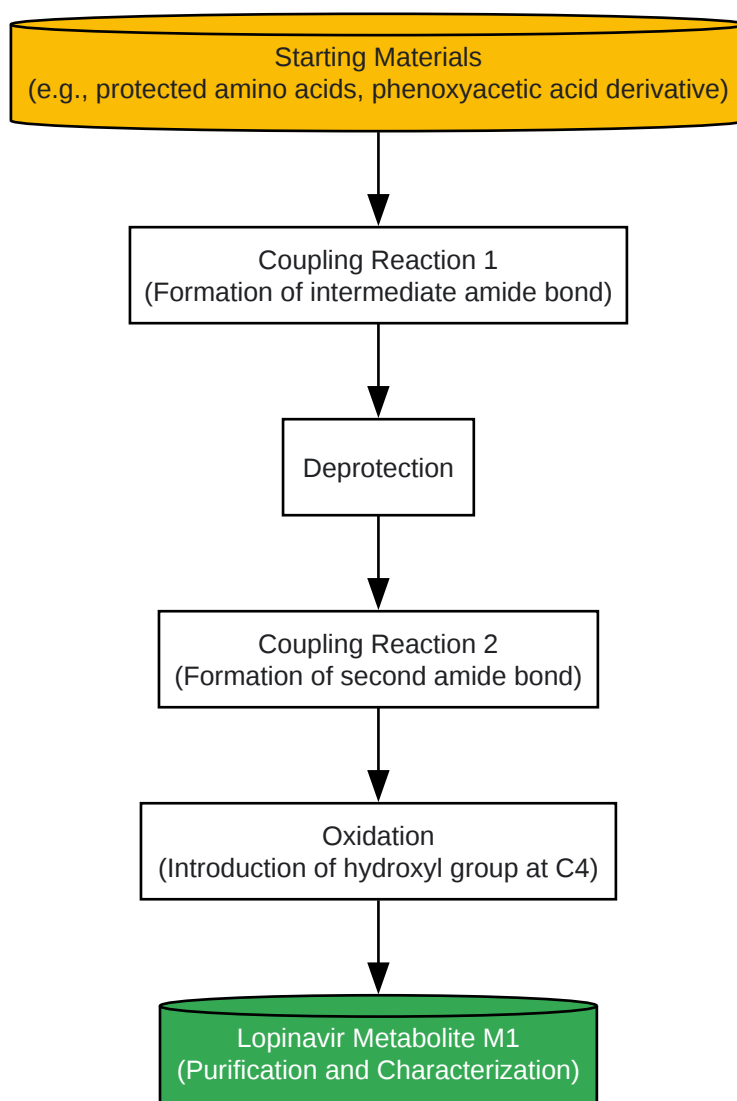 Starting Materials
(e.g., protected amino acids, phenoxyacetic acid derivative)
Coupling Reaction 1
(Formation of intermediate amide bond)
Deprotection
Coupling Reaction 2
(Formation of second amide bond)
Oxidation
(Introduction of hydroxyl group at C4)
Lopinavir Metabolite M1
(Purification and Characterization)